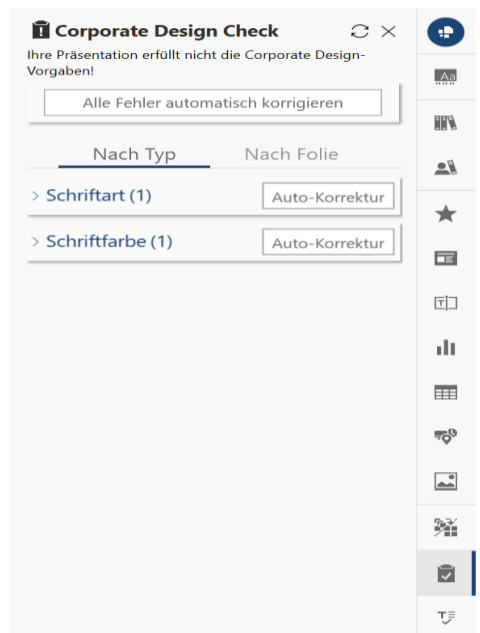 Corporate Design Check
Ihre Präsentation erfüllt nicht die Corporate Design-
Vorgaben!
Alle Fehler automatisch korrigieren
Nach Typ Nach Folie
Schriftart (1) Auto-Korrektur
Schriftfarbe (1) Auto-Korrektur
Aa
T
T